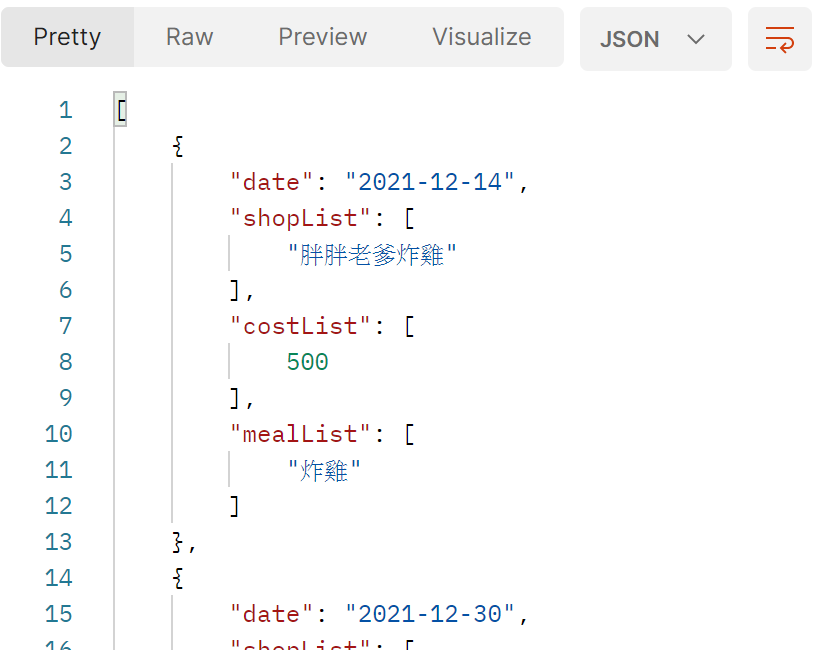 Pretty Raw Preview Visualize JSON
1 [
2 {
3 "date": "2021-12-14",
4 "shopList": [
5 "胖胖老爹炸雞"
6 ],
7 "costList": [
8 500
9 ],
10 "mealList": [
11 "炸雞"
12 ]
13 },
14 {
15 "date": "2021-12-30",
16 "shopList": [